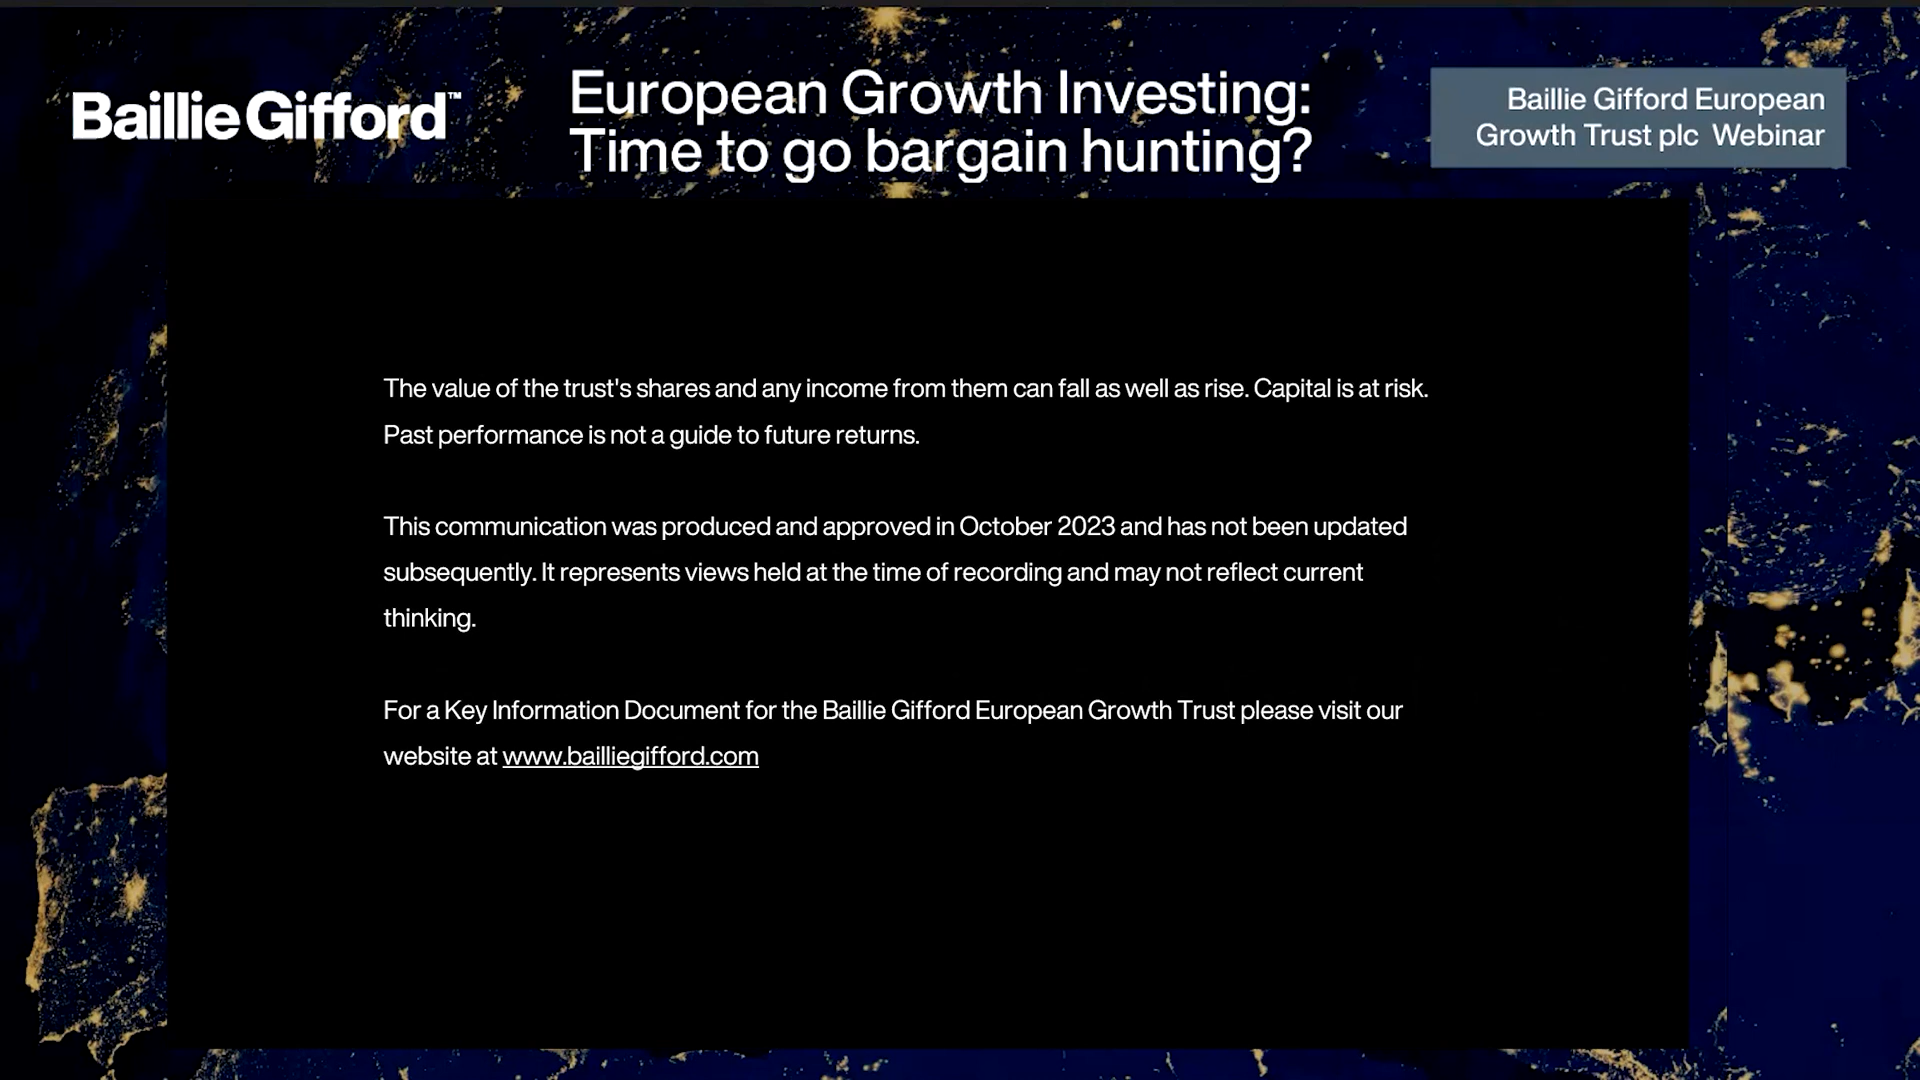 Baillie Gifford™
European Growth Investing:
Time to go bargain hunting?
Baillie Gifford European
Growth Trust plc Webinar
The value of the trust's shares and any income from them can fall as well as rise. Capital is at risk.
Past performance is not a guide to future returns.
This communication was produced and approved in October 2023 and has not been updated
subsequently. It represents views held at the time of recording and may not reflect current
thinking.
For a Key Information Document for the Baillie Gifford European Growth Trust please visit our
website at www.bailliegifford.com